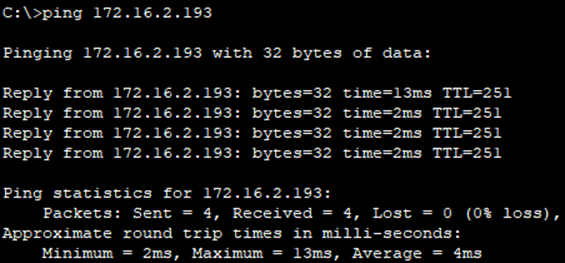 C:\>ping 172.16.2.193
Pinging 172.16.2.193 with 32 bytes of data:
Reply from 172.16.2.193: bytes=32 time=13ms TTL=251
Reply from 172.16.2.193: bytes=32 time=2ms TTL=251
Reply from 172.16.2.193: bytes=32 time=2ms TTL=251
Reply from 172.16.2.193: bytes=32 time=2ms TTL=251
Ping statistics for 172.16.2.193:
Packets: Sent = 4, Received = 4, Lost = 0 (0% loss),
Approximate round trip times in milli-seconds:
Minimum = 2ms, Maximum = 13ms, Average = 4ms